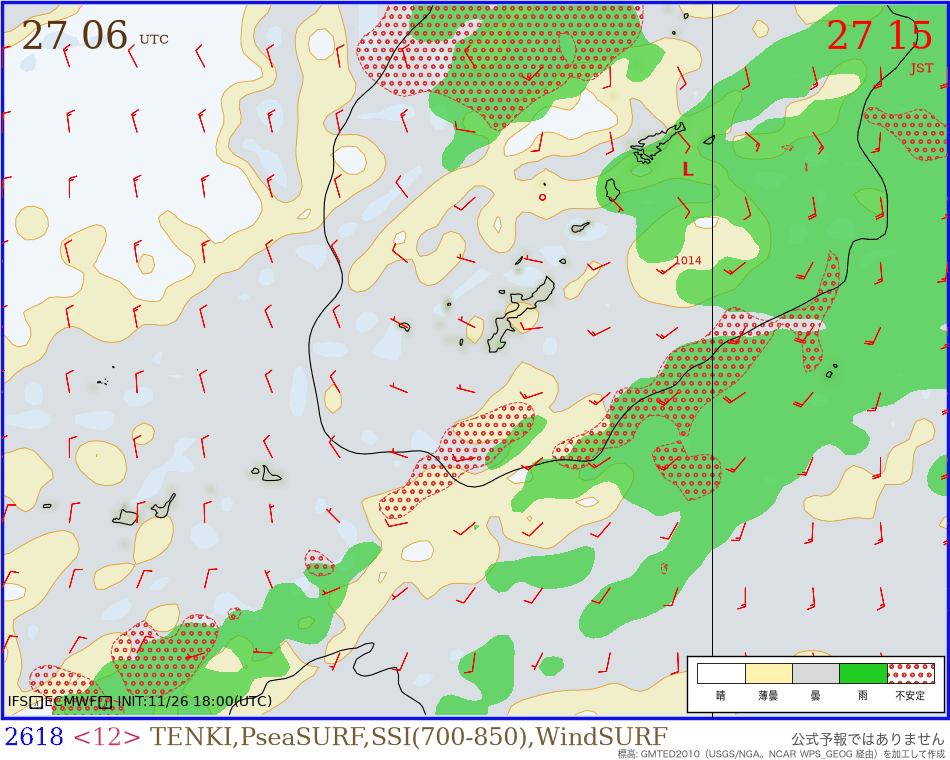 27 06 UTC
27 15
JST
L
1014
晴 薄曇 曇 雨 不安定
IFS□ECMWF□ INIT:11/26 18:00(UTC)
2618 <12> TENKI,PseaSURF,SSI(700-850),WindSURF
公式予報ではありません
標高: GMTED2010（USGS/NGA。NCAR WPS_GEOG 経由）を加工して作成